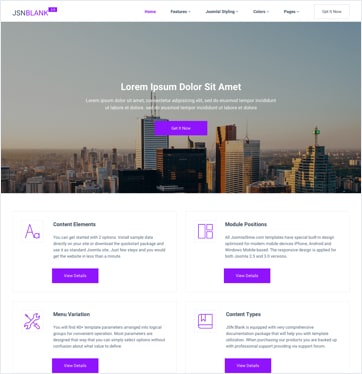 JSNBLANK
Home Features Joomla! Styling Colors Pages Get It Now
Lorem Ipsum Dolor Sit Amet
Lorem ipsum dolor sit amet, consectetur adipisicing elit, sed do eiusmod tempor incididunt
ut labore et dolore magna aliqua tempor incididunt ut labore et dolore
Get It Now
Content Elements
You can get started with 2 options: Install sample data
directly on your site or download the quickstart package and
use it as standard Joomla site. Just few steps and you would
get the website in less than a minute.
View Details
Module Positions
All JoomlaShine.com templates have special built-in design
optimized for modern mobile devices iPhone, Android and
Windows Mobile-based. The responsive design is applied for
both Joomla 2.5 and 3.0 versions.
View Details
Menu Variation
You will find 40+ template parameters arranged into logical
groups for convenient operation. Most parameters are
designed that way that you can simply select options without
confusion about what value to define.
View Details
Content Types
JSN Blank is equipped with very comprehensive
documentation package that will help you with template
utilization. When purchasing our products you are backed up
with professional support providing via support forum.
View Details